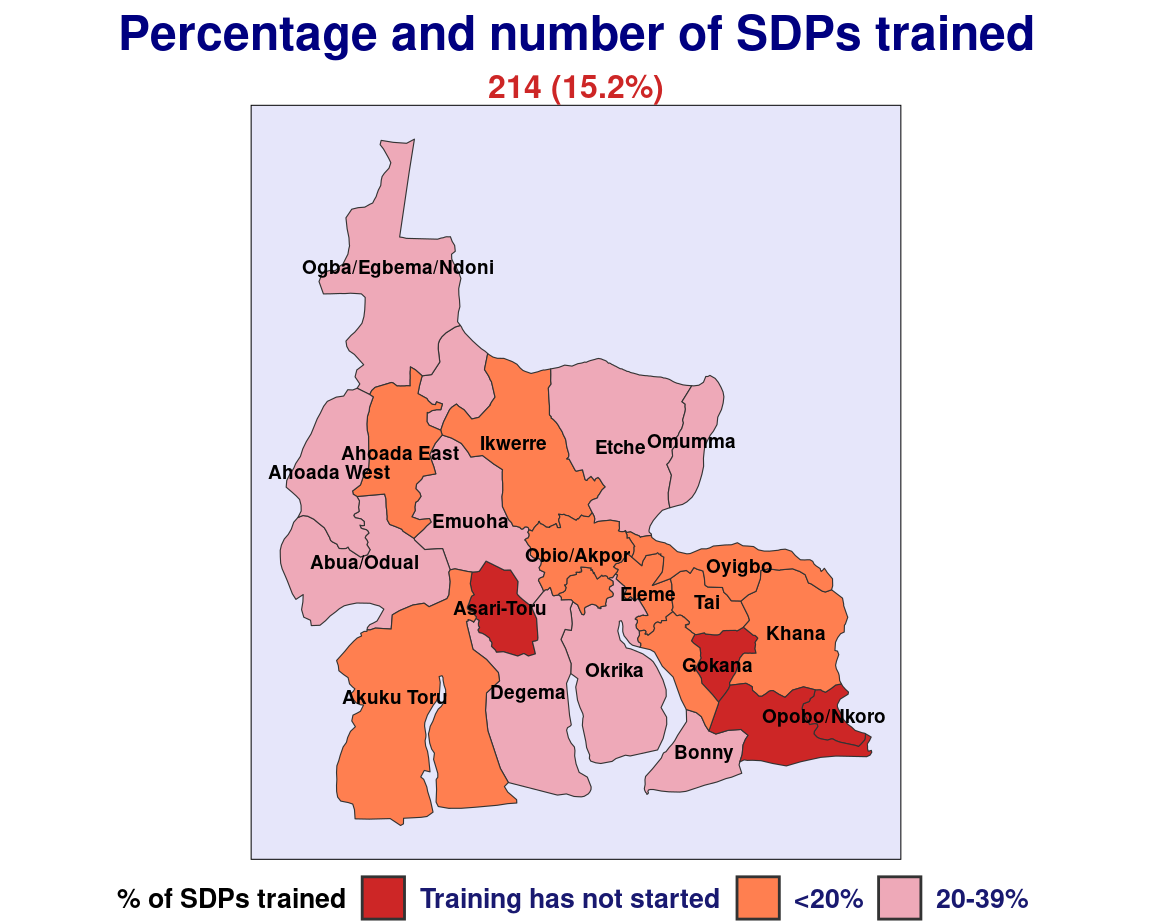 Percentage and number of SDPs trained
214 (15.2%)
Ogba/Egbema/Ndoni
Ikwerre
Omumma
Etche
Ahoada East
Ahoada West
Emuoha
Obio/Akpor
Abua/Odual
Oyigbo
Eleme
Tai
Asari-Toru
Khana
Gokana
Okrika
Degema
Akuku Toru
Opobo/Nkoro
Bonny
% of SDPs trained Training has not started <20% 20-39%